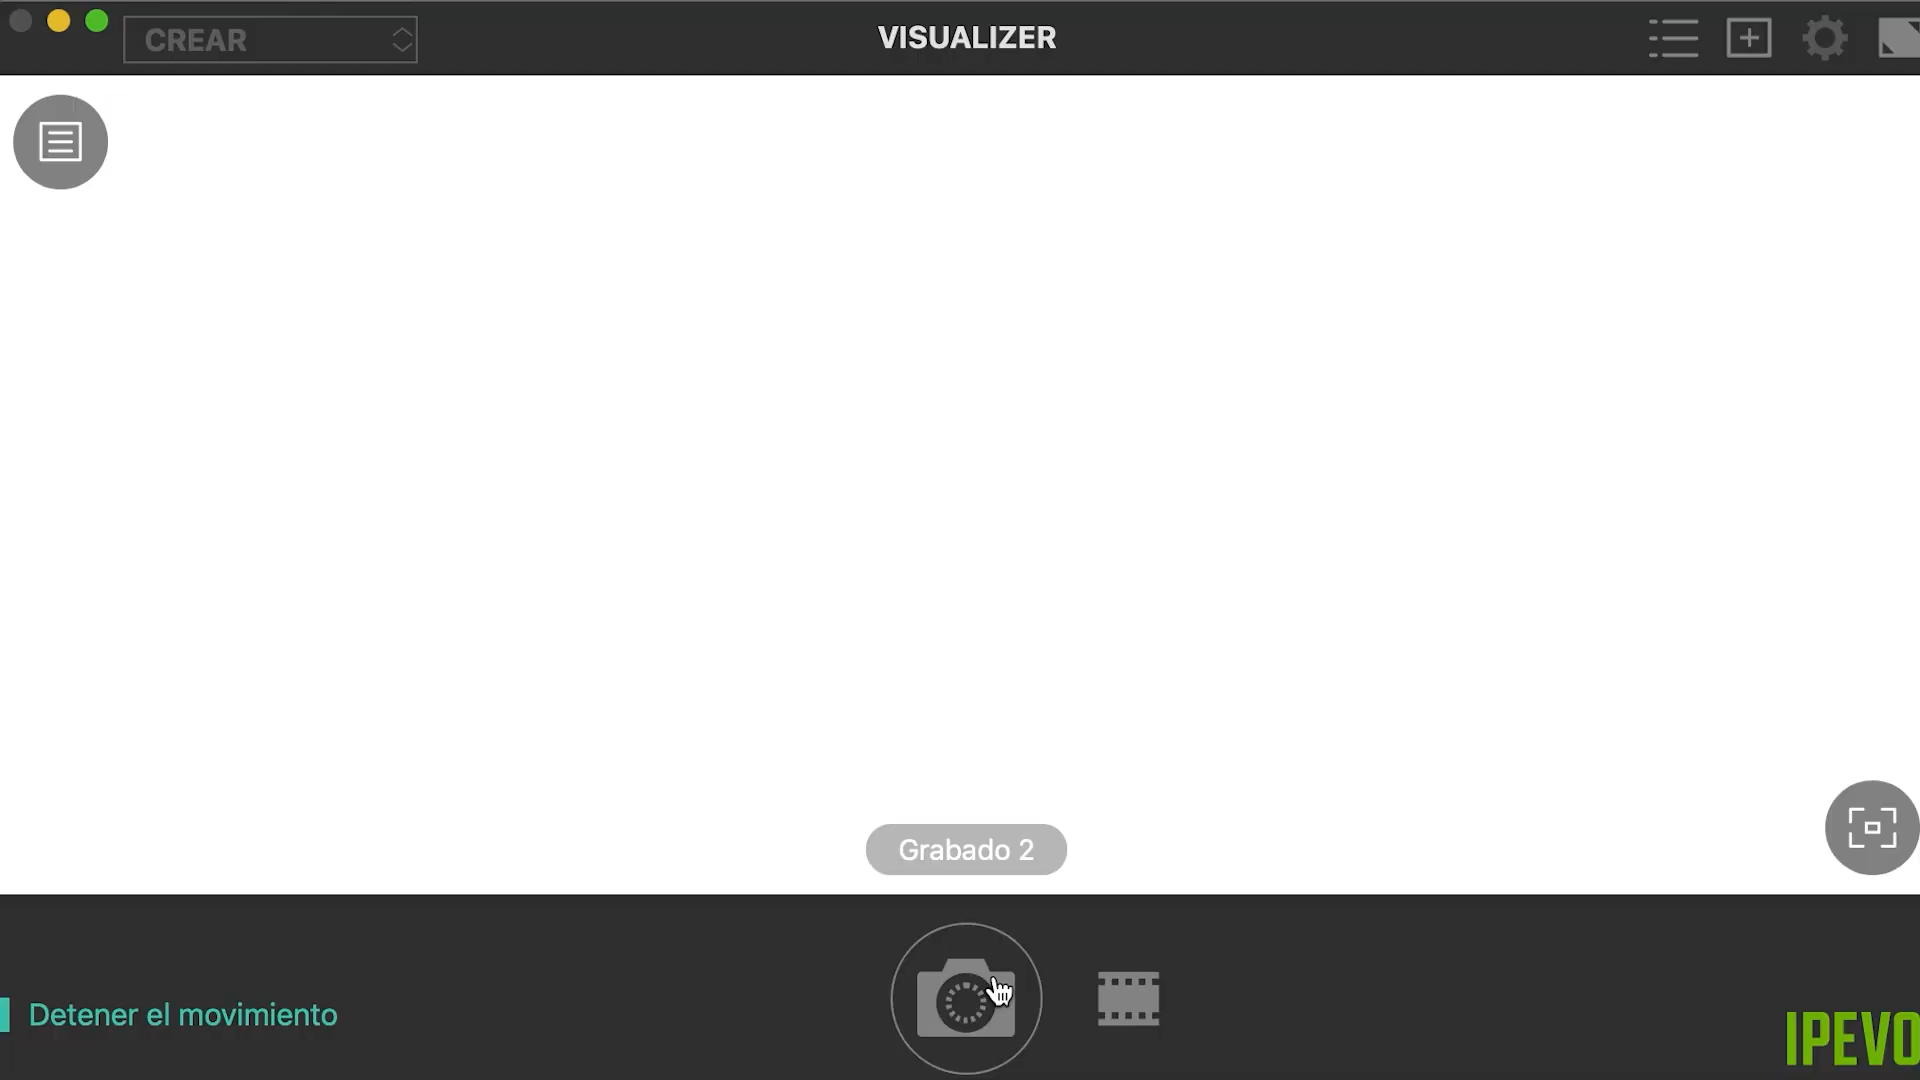 CREAR
VISUALIZER
Grabado 2
Detener el movimiento
IPEVO